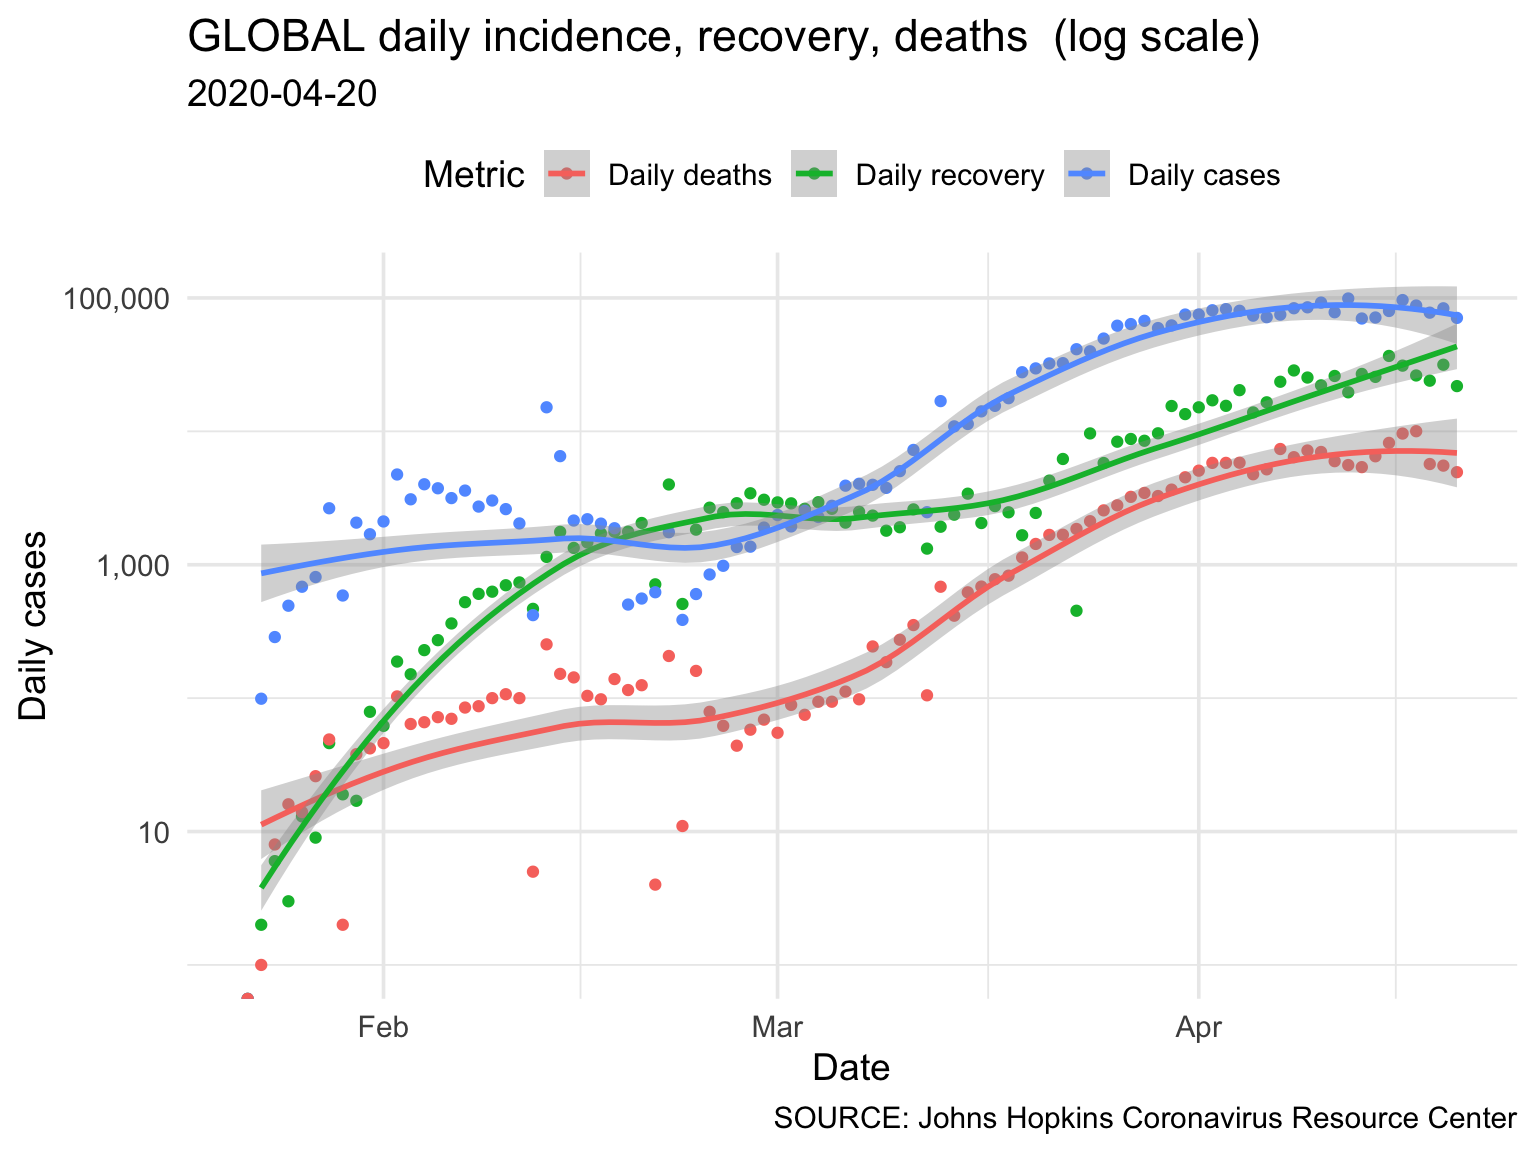 GLOBAL daily incidence, recovery, deaths  (log scale)
2020-04-20
Metric Daily deaths Daily recovery Daily cases
Daily cases
100,000
1,000
10
Feb Mar Apr
Date
SOURCE: Johns Hopkins Coronavirus Resource Center